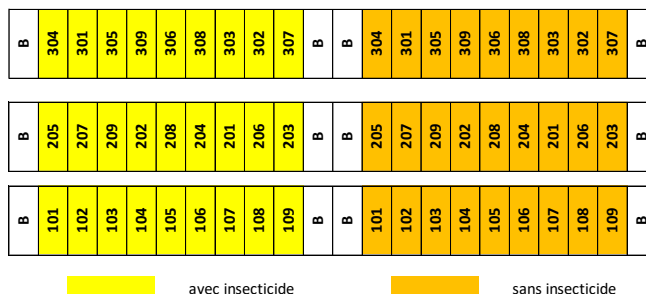 B 304 301 305 309 306 308 303 302 307 B B 304 301 305 309 306 308 303 302 307 B
B 205 207 209 202 208 204 201 206 203 B B 205 207 209 202 208 204 201 206 203 B
B 101 102 103 104 105 106 107 108 109 B B 101 102 103 104 105 106 107 108 109 B
avec insecticide sans insecticide